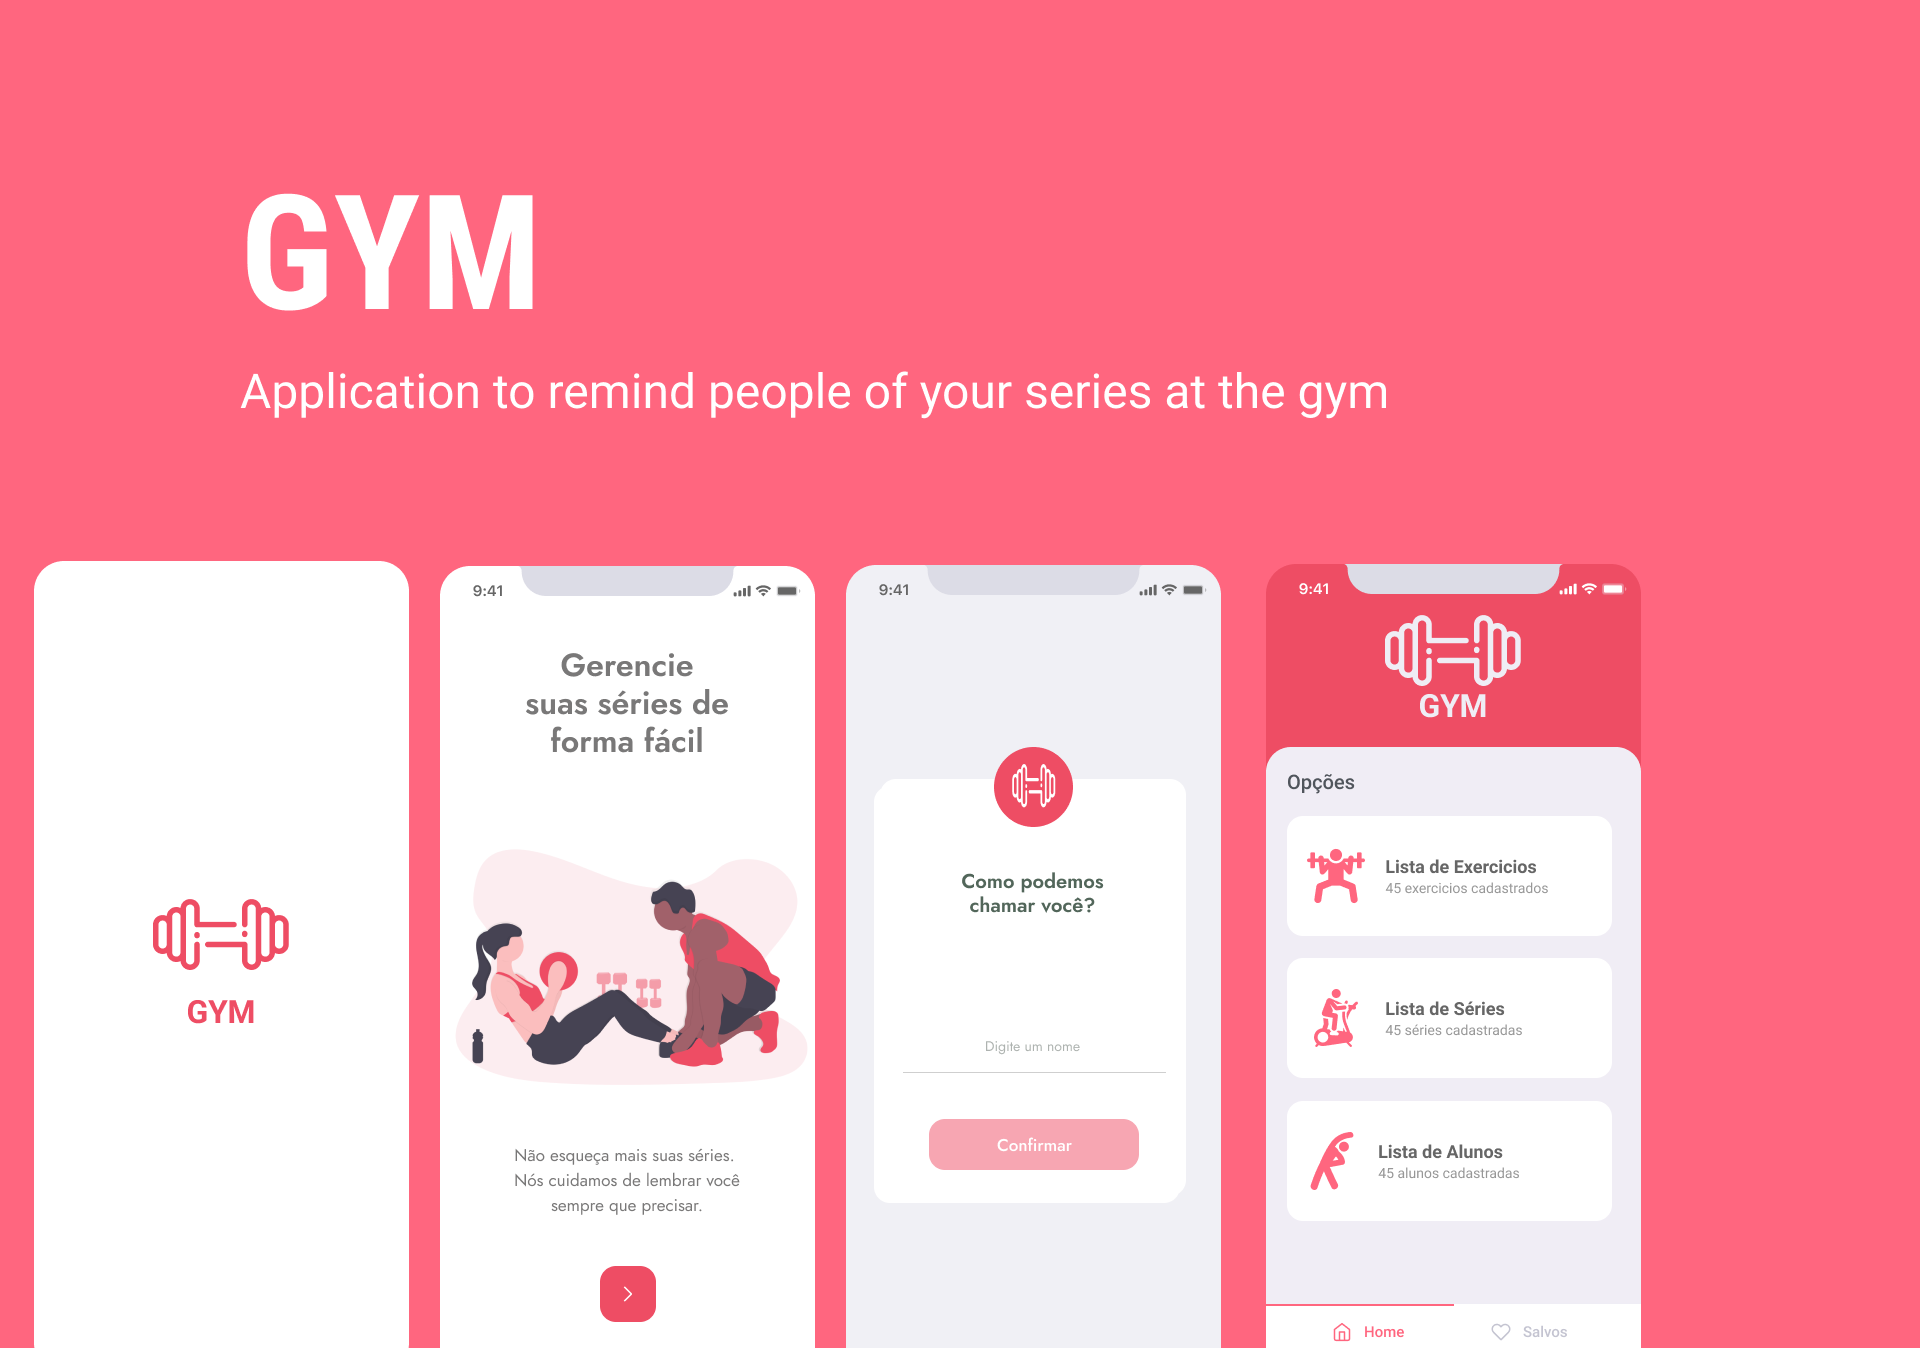 GYM
Application to remind people of your series at the gym
GYM
9:41
Gerencie
suas séries de
forma fácil
Não esqueça mais suas séries.
Nós cuidamos de lembrar você
sempre que precisar.
9:41
Como podemos
chamar você?
Digite um nome
Confirmar
9:41
GYM
Opções
Lista de Exercicios
45 exercicios cadastrados
Lista de Séries
45 séries cadastradas
Lista de Alunos
45 alunos cadastradas
Home
Salvos